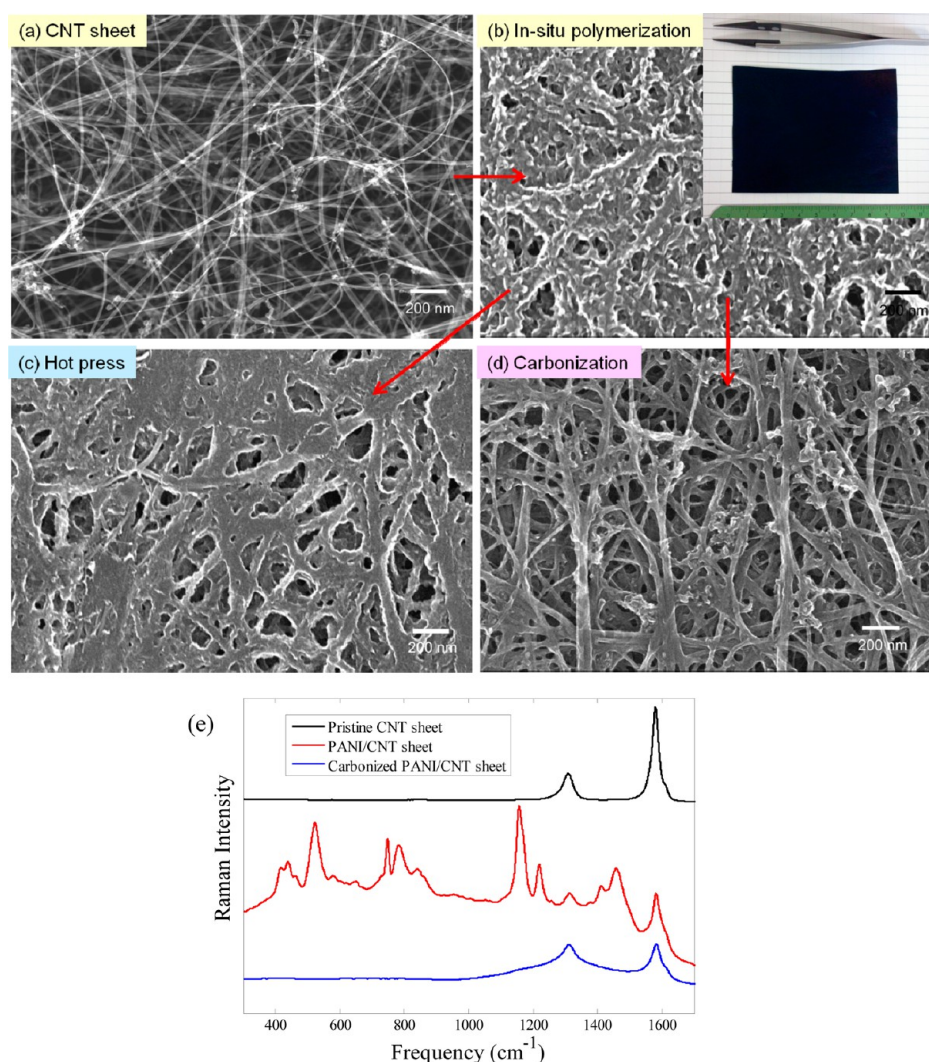 (a) CNT sheet
(b) In-situ polymerization
200 nm
200 nm
(c) Hot press
(d) Carbonization
200 nm
200 nm
(e)
Pristine CNT sheet
PANI/CNT sheet
Carbonized PANI/CNT sheet
Raman Intensity
400 600 800 1000 1200 1400 1600
Frequency (cm⁻¹)